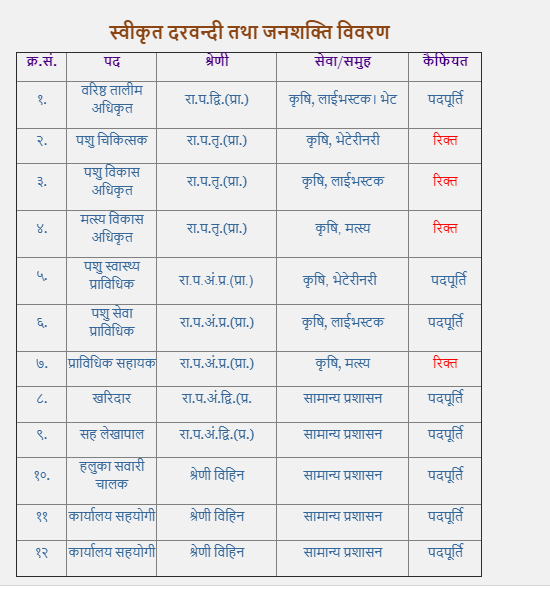 स्वीकृत दरवन्दी तथा जनशक्ति विवरण
क्र.सं. पद श्रेणी सेवा/समुह कैफियत
१. वरिष्ठ तालीम अधिकृत रा.प.द्वि.(प्रा.) कृषि, लाईभस्टक। भेट पदपूर्ति
२. पशु चिकित्सक रा.प.तृ.(प्रा.) कृषि, भेटेरीनरी रिक्त
३. पशु विकास अधिकृत रा.प.तृ.(प्रा.) कृषि, लाईभस्टक रिक्त
४. मत्स्य विकास अधिकृत रा.प.तृ.(प्रा.) कृषि, मत्स्य रिक्त
५. पशु स्वास्थ्य प्राविधिक रा.प.अं.प्र.(प्रा.) कृषि, भेटेरीनरी पदपूर्ति
६. पशु सेवा प्राविधिक रा.प.अं.प्र.(प्रा.) कृषि, लाईभस्टक पदपूर्ति
७. प्राविधिक सहायक रा.प.अं.प्र.(प्रा.) कृषि, मत्स्य रिक्त
८. खरिदार रा.प.अं.द्वि.(प्र. सामान्य प्रशासन पदपूर्ति
९. सह लेखापाल रा.प.अं.द्वि.(प्र.) सामान्य प्रशासन पदपूर्ति
१०. हलुका सवारी चालक श्रेणी विहिन सामान्य प्रशासन पदपूर्ति
११ कार्यालय सहयोगी श्रेणी विहिन सामान्य प्रशासन पदपूर्ति
१२ कार्यालय सहयोगी श्रेणी विहिन सामान्य प्रशासन पदपूर्ति